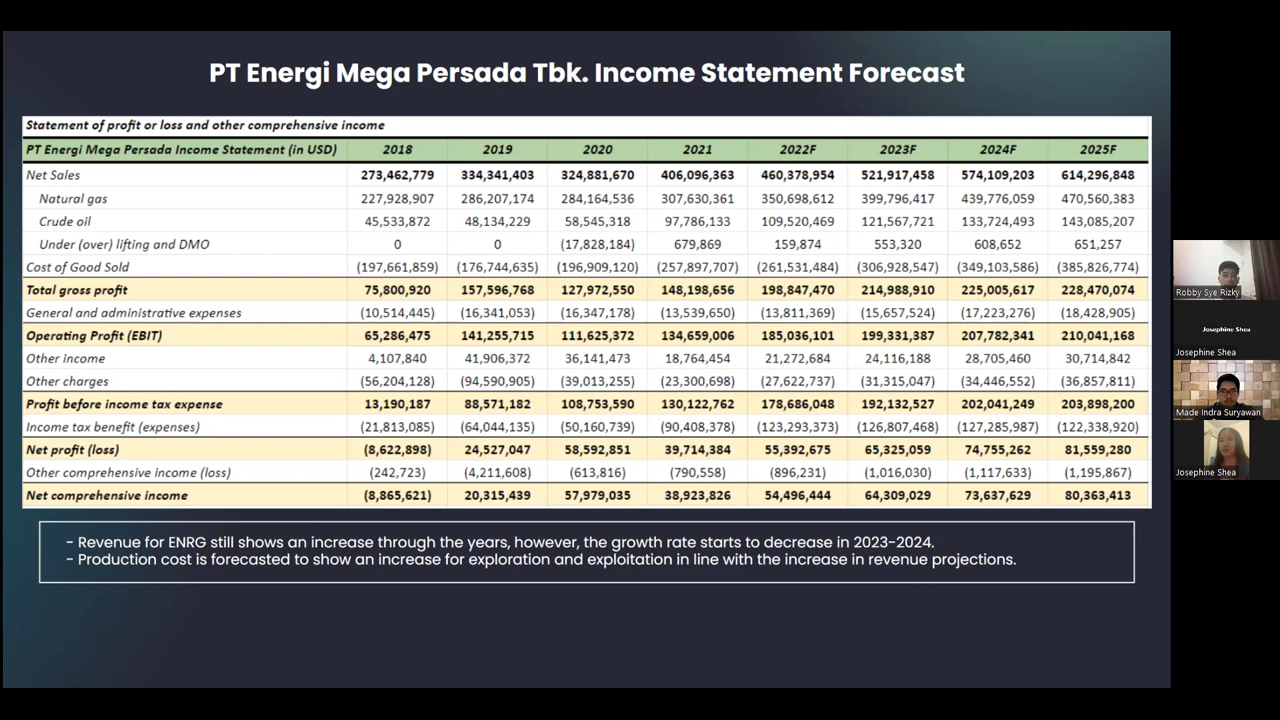 PT Energi Mega Persada Tbk. Income Statement Forecast
Statement of profit or loss and other comprehensive income
PT Energi Mega Persada Income Statement (in USD) 2018 2019 2020 2021 2022F 2023F 2024F 2025F
Net Sales 273,462,779 334,341,403 324,881,670 406,096,363 460,378,954 521,917,458 574,109,203 614,296,848
Natural gas 227,928,907 286,207,174 284,164,536 307,630,361 350,698,612 399,796,417 439,776,059 470,560,383
Crude oil 45,533,872 48,134,229 58,545,318 97,786,133 109,520,469 121,567,721 133,724,493 143,085,207
Under (over) lifting and DMO 0 0 (17,828,184) 679,869 159,874 553,320 608,652 651,257
Cost of Good Sold (197,661,859) (176,744,635) (196,909,120) (257,897,707) (261,531,484) (306,928,547) (349,103,586) (385,826,774)
Total gross profit 75,800,920 157,596,768 127,972,550 148,198,656 198,847,470 214,988,910 225,005,617 228,470,074
General and administrative expenses (10,514,445) (16,341,053) (16,347,178) (13,539,650) (13,811,369) (15,657,524) (17,223,276) (18,428,905)
Operating Profit (EBIT) 65,286,475 141,255,715 111,625,372 134,659,006 185,036,101 199,331,387 207,782,341 210,041,168
Other income 4,107,840 41,906,372 36,141,473 18,764,454 21,272,684 24,116,188 28,705,460 30,714,842
Other charges (56,204,128) (94,590,905) (39,013,255) (23,300,698) (27,622,737) (31,315,047) (34,446,552) (36,857,811)
Profit before income tax expense 13,190,187 88,571,182 108,753,590 130,122,762 178,686,048 192,132,527 202,041,249 203,898,200
Income tax benefit (expenses) (21,813,085) (64,044,135) (50,160,739) (90,408,378) (123,293,373) (126,807,468) (127,285,987) (122,338,920)
Net profit (loss) (8,622,898) 24,527,047 58,592,851 39,714,384 55,392,675 65,325,059 74,755,262 81,559,280
Other comprehensive income (loss) (242,723) (4,211,608) (613,816) (790,558) (896,231) (1,016,030) (1,117,633) (1,195,867)
Net comprehensive income (8,865,621) 20,315,439 57,979,035 38,923,826 54,496,444 64,309,029 73,637,629 80,363,413
- Revenue for ENRG still shows an increase through the years, however, the growth rate starts to decrease in 2023-2024.
- Production cost is forecasted to show an increase for exploration and exploitation in line with the increase in revenue projections.
Robby Sye Rizky
Josephine Shea
Josephine Shea
Made Indra Suryawan
Josephine Shea